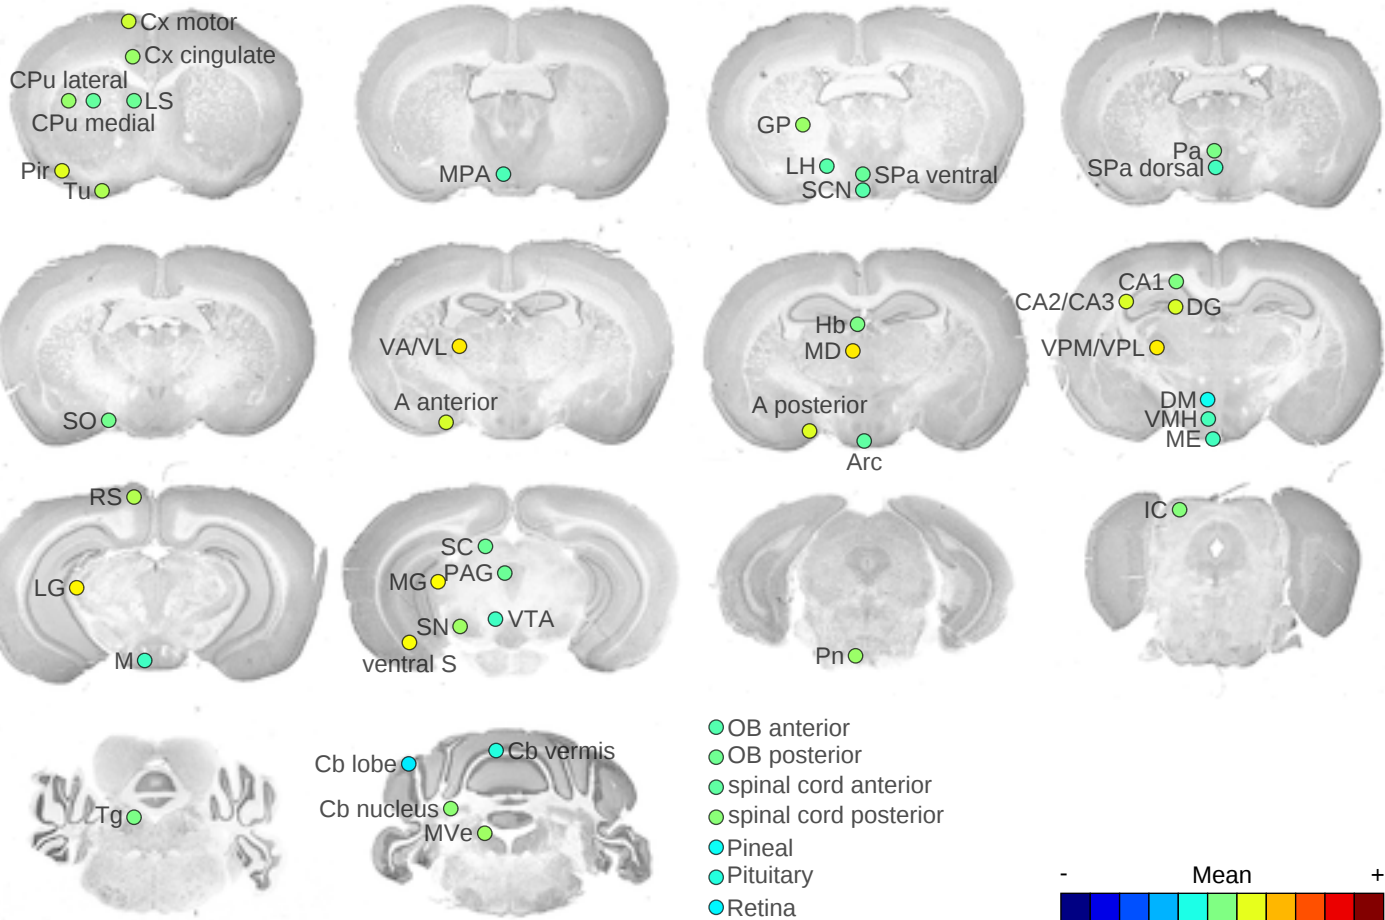 Cx motor
Cx cingulate
CPu lateral
LS
CPu medial
Pir
Tu
MPA
GP
LH
SPa ventral
SCN
Pa
SPa dorsal
SO
VA/VL
A anterior
Hb
MD
A posterior
Arc
CA1
CA2/CA3
DG
VPM/VPL
DM
VMH
ME
RS
LG
M
SC
PAG
MG
VTA
SN
ventral S
Pn
IC
Tg
Cb lobe
Cb vermis
Cb nucleus
MVe
OB anterior
OB posterior
spinal cord anterior
spinal cord posterior
Pineal
Pituitary
Retina
- Mean +